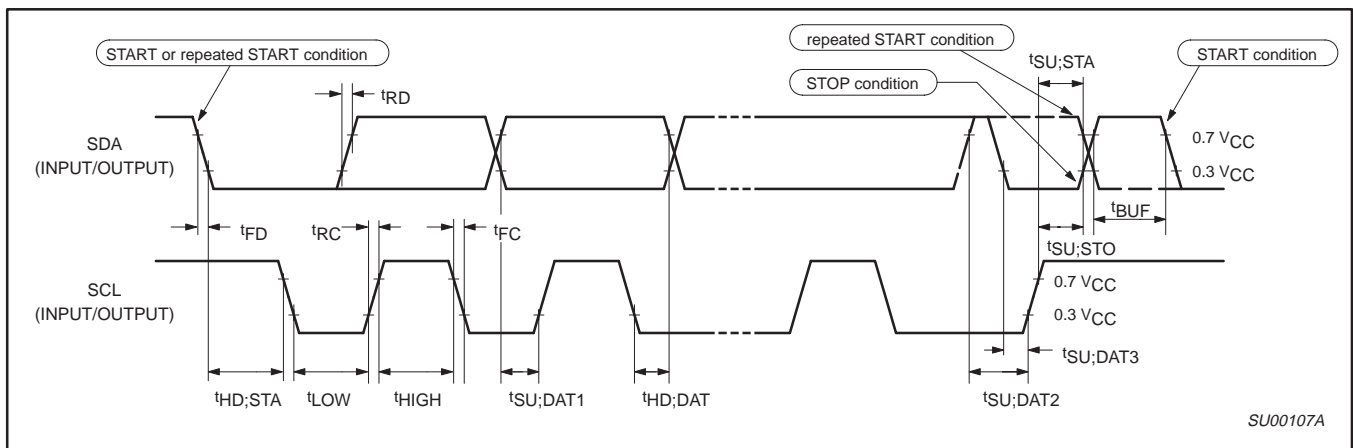 START or repeated START condition
repeated START condition
tSU;STA
START condition
STOP condition
tRD
SDA
(INPUT/OUTPUT)
0.7 VCC
0.3 VCC
tBUF
tFD
tRC
tFC
tSU;STO
SCL
(INPUT/OUTPUT)
0.7 VCC
0.3 VCC
tSU;DAT3
tHD;STA
tLOW
tHIGH
tSU;DAT1
tHD;DAT
tSU;DAT2
SU00107A